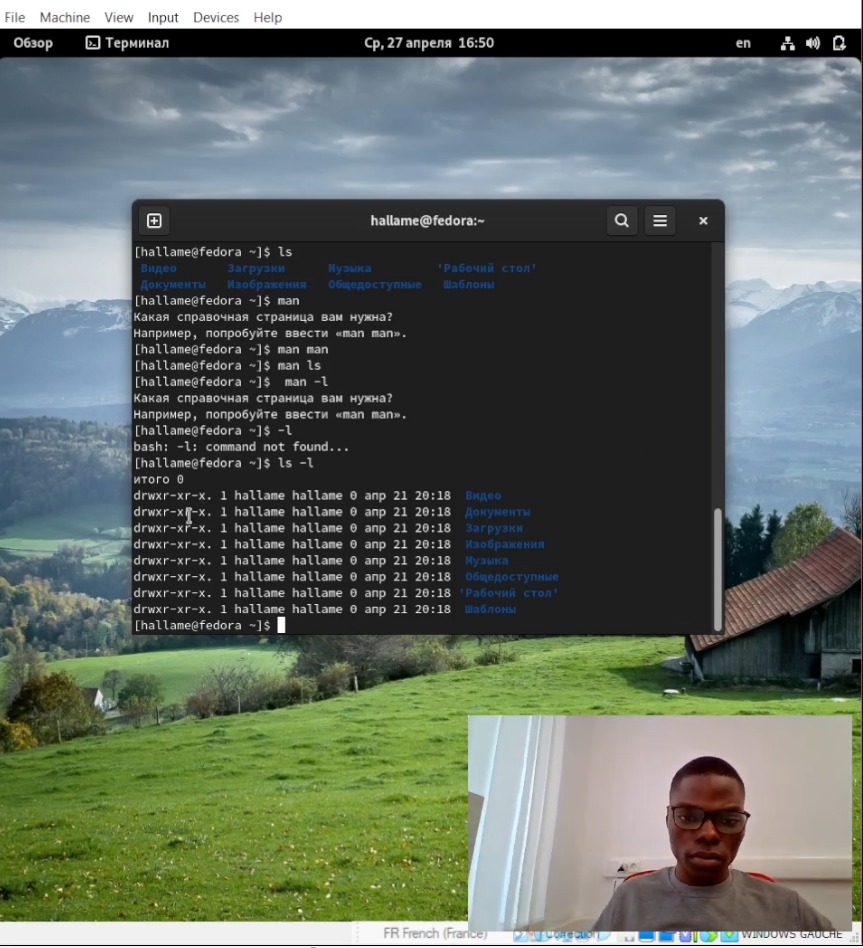 File Machine View Input Devices Help
Обзор Терминал Ср, 27 апреля 16:50 en
hallame@fedora:~
[hallame@fedora ~]$ ls
Видео Загрузки Музыка 'Рабочий стол'
Документы Изображения Общедоступные Шаблоны
[hallame@fedora ~]$ man
Какая справочная страница вам нужна?
Например, попробуйте ввести «man man».
[hallame@fedora ~]$ man man
[hallame@fedora ~]$ man ls
[hallame@fedora ~]$  man -l
Какая справочная страница вам нужна?
Например, попробуйте ввести «man man».
[hallame@fedora ~]$ -l
bash: -l: command not found...
[hallame@fedora ~]$ ls -l
итого 0
drwxr-xr-x. 1 hallame hallame 0 апр 21 20:18 Видео
drwxr-xr-x. 1 hallame hallame 0 апр 21 20:18 Документы
drwxr-xr-x. 1 hallame hallame 0 апр 21 20:18 Загрузки
drwxr-xr-x. 1 hallame hallame 0 апр 21 20:18 Изображения
drwxr-xr-x. 1 hallame hallame 0 апр 21 20:18 Музыка
drwxr-xr-x. 1 hallame hallame 0 апр 21 20:18 Общедоступные
drwxr-xr-x. 1 hallame hallame 0 апр 21 20:18 'Рабочий стол'
drwxr-xr-x. 1 hallame hallame 0 апр 21 20:18 Шаблоны
[hallame@fedora ~]$
FR French (France) WINDOWS GAUCHE